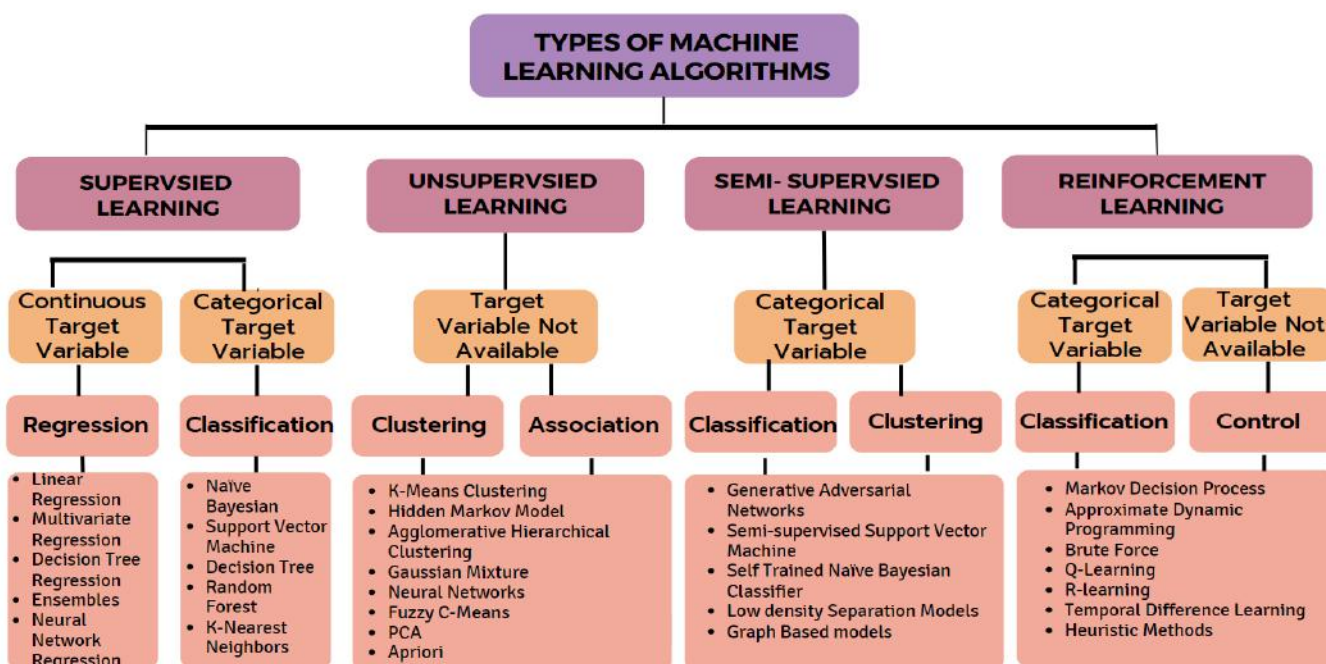 TYPES OF MACHINE
LEARNING ALGORITHMS
SUPERVSIED
LEARNING
UNSUPERVSIED
LEARNING
SEMI- SUPERVSIED
LEARNING
REINFORCEMENT
LEARNING
Continuous
Target
Variable
Categorical
Target
Variable
Target
Variable Not
Available
Categorical
Target
Variable
Categorical
Target
Variable
Target
Variable Not
Available
Regression
Classification
Clustering
Association
Classification
Clustering
Classification
Control
• Linear
Regression
• Multivariate
Regression
• Decision Tree
Regression
• Ensembles
• Neural
Network
Regression
• Naïve
Bayesian
• Support Vector
Machine
• Decision Tree
• Random
Forest
• K-Nearest
Neighbors
• K-Means Clustering
• Hidden Markov Model
• Agglomerative Hierarchical
Clustering
• Gaussian Mixture
• Neural Networks
• Fuzzy C-Means
• PCA
• Apriori
• Generative Adversarial
Networks
• Semi-supervised Support Vector
Machine
• Self Trained Naïve Bayesian
Classifier
• Low density Separation Models
• Graph Based models
• Markov Decision Process
• Approximate Dynamic
Programming
• Brute Force
• Q-Learning
• R-learning
• Temporal Difference Learning
• Heuristic Methods